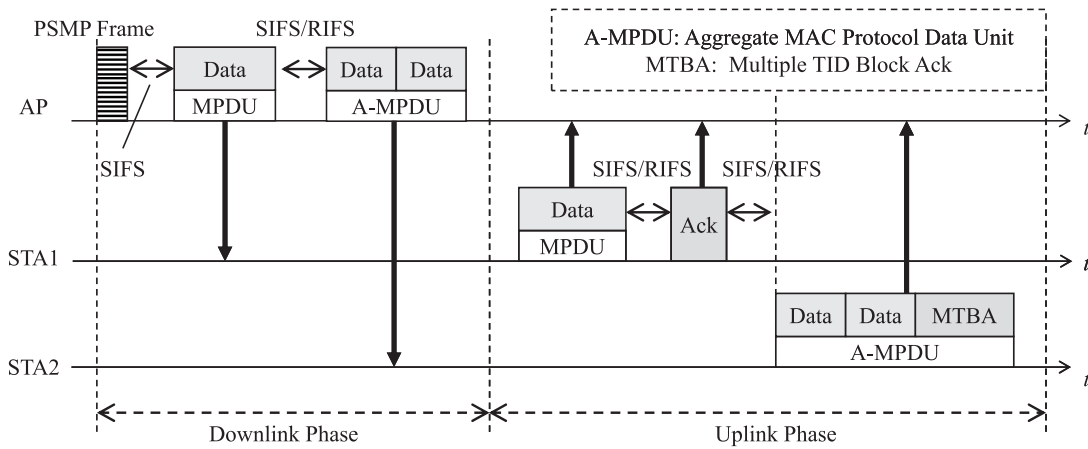 PSMP Frame
SIFS/RIFS
A-MPDU: Aggregate MAC Protocol Data Unit
MTBA: Multiple TID Block Ack
Data
Data
Data
MPDU
A-MPDU
AP
t
SIFS
SIFS/RIFS
SIFS/RIFS
Data
Ack
MPDU
STA1
t
Data
Data
MTBA
A-MPDU
STA2
t
Downlink Phase
Uplink Phase